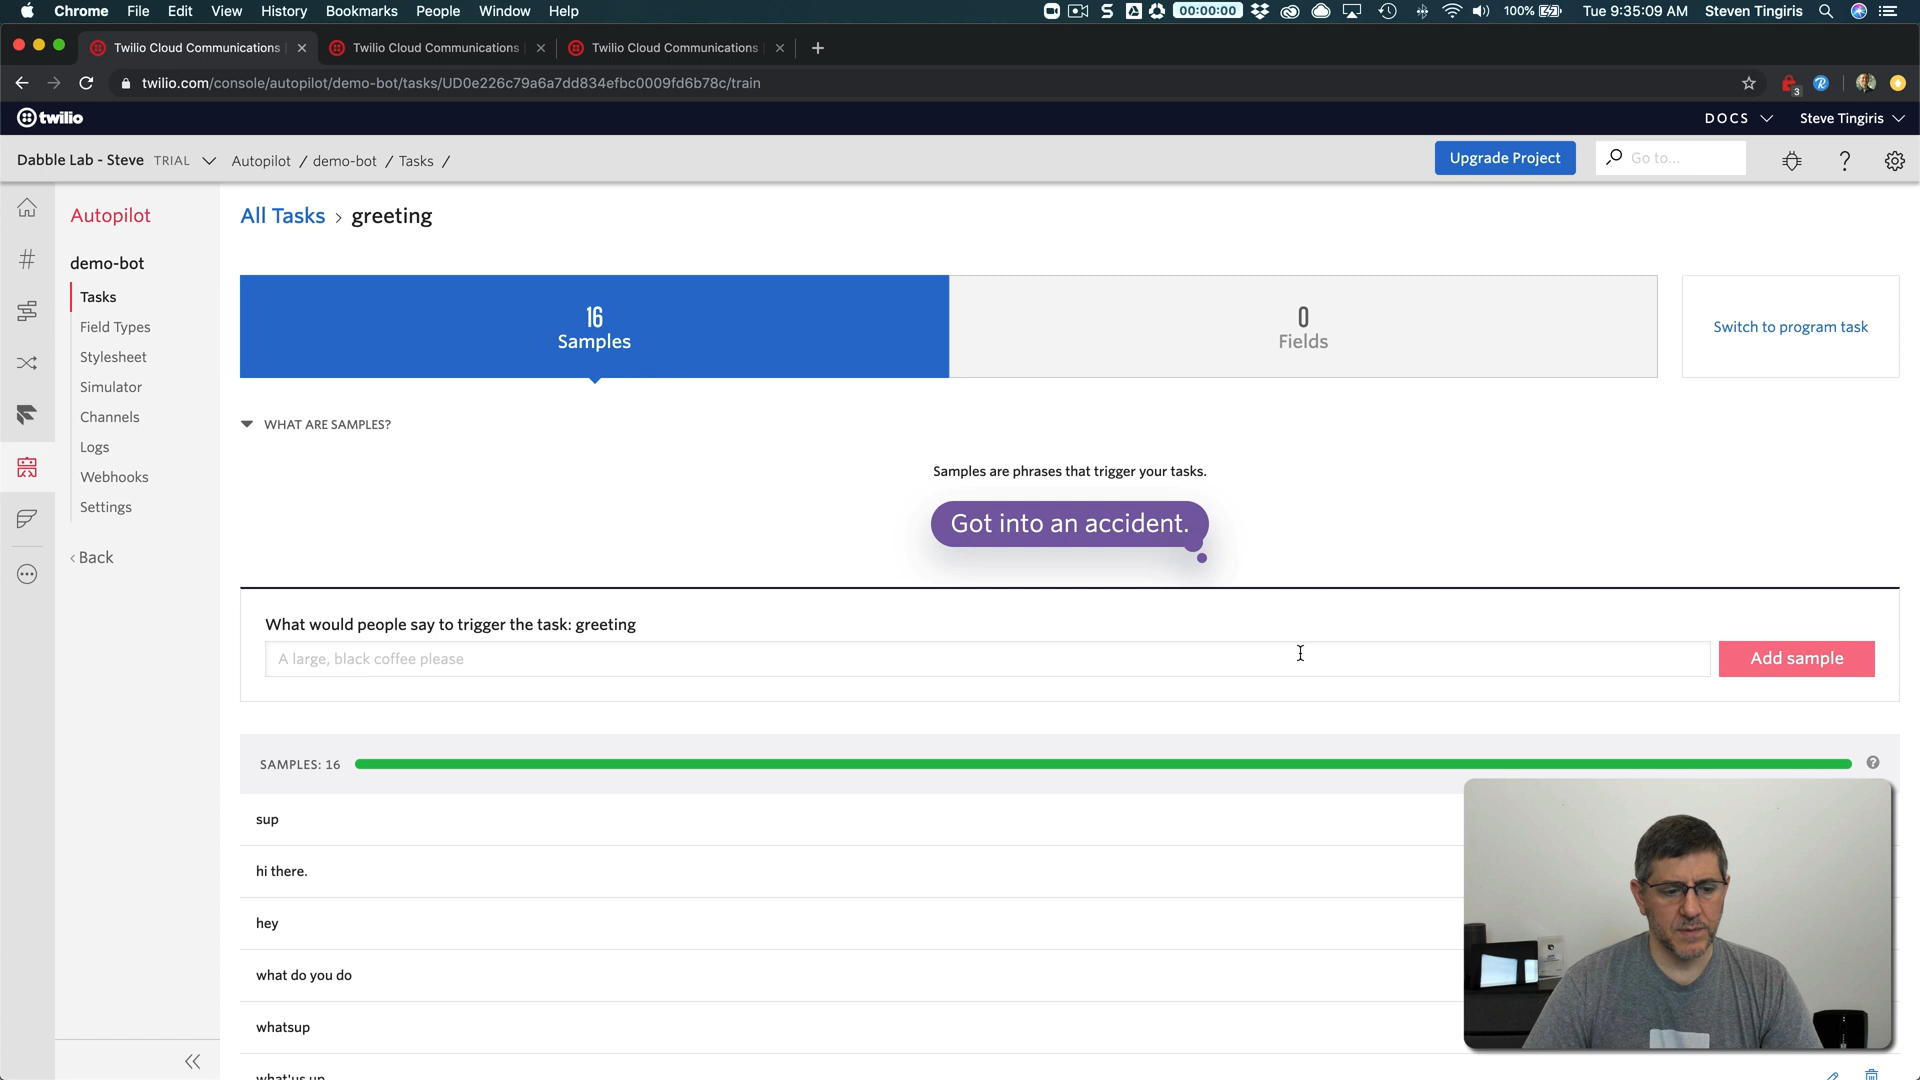 Chrome File Edit View History Bookmarks People Window Help 00:00:00 100% Tue 9:35:09 AM Steven Tingiris
Twilio Cloud Communications Twilio Cloud Communications Twilio Cloud Communications
twilio.com/console/autopilot/demo-bot/tasks/UD0e226c79a6a7dd834efbc0009fd6b78c/train 3
twilio DOCS Steve Tingiris
Dabble Lab - Steve TRIAL Autopilot / demo-bot / Tasks / Upgrade Project Go to...
Autopilot
demo-bot
Tasks
Field Types
Stylesheet
Simulator
Channels
Logs
Webhooks
Settings
‹ Back
All Tasks › greeting
16
Samples
0
Fields
Switch to program task
WHAT ARE SAMPLES?
Samples are phrases that trigger your tasks.
Got into an accident.
What would people say to trigger the task: greeting
A large, black coffee please
Add sample
SAMPLES: 16
sup
hi there.
hey
what do you do
whatsup
what'us up